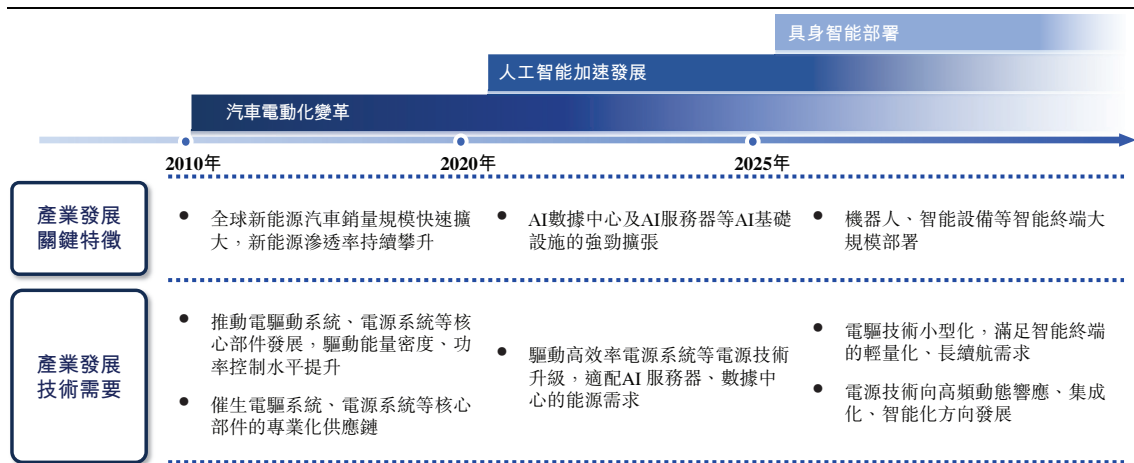 具身智能部署
人工智能加速發展
汽車電動化變革
2010年
2020年
2025年
產業發展
關鍵特徵
● 全球新能源汽車銷量規模快速擴
大，新能源滲透率持續攀升
● AI數據中心及AI服務器等AI基礎
設施的強勁擴張
● 機器人、智能設備等智能終端大
規模部署
產業發展
技術需要
● 推動電驅動系統、電源系統等核
心部件發展，驅動能量密度、功
率控制水平提升
● 催生電驅系統、電源系統等核心
部件的專業化供應鏈
● 驅動高效率電源系統等電源技術
升級，適配AI 服務器、數據中
心的能源需求
● 電驅技術小型化，滿足智能終端
的輕量化、長續航需求
● 電源技術向高頻動態響應、集成
化、智能化方向發展